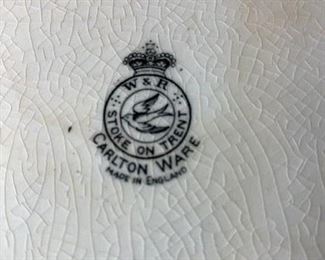 W & R
STOKE ON TRENT
CARLTON WARE
MADE IN ENGLAND